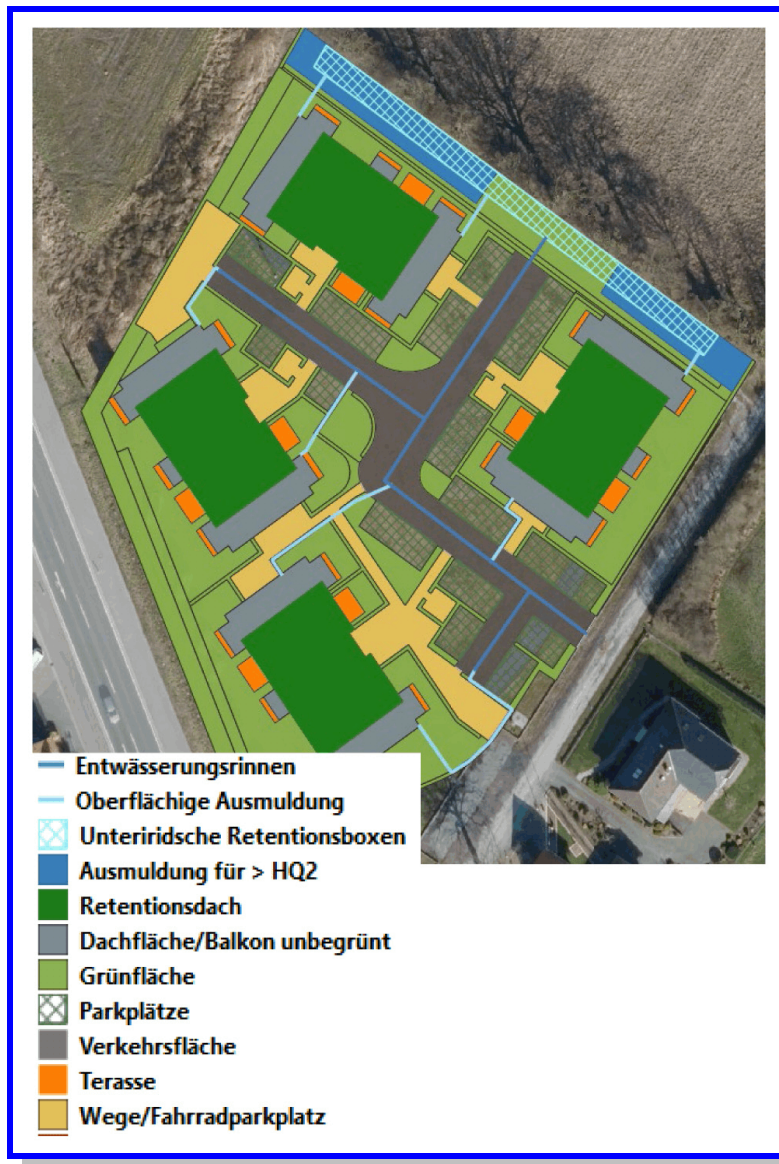 Entwässerungsrinnen
Oberflächige Ausmuldung
Unteriridsche Retentionsboxen
Ausmuldung für > HQ2
Retentionsdach
Dachfläche/Balkon unbegrünt
Grünfläche
Parkplätze
Verkehrsfläche
Terasse
Wege/Fahrradparkplatz